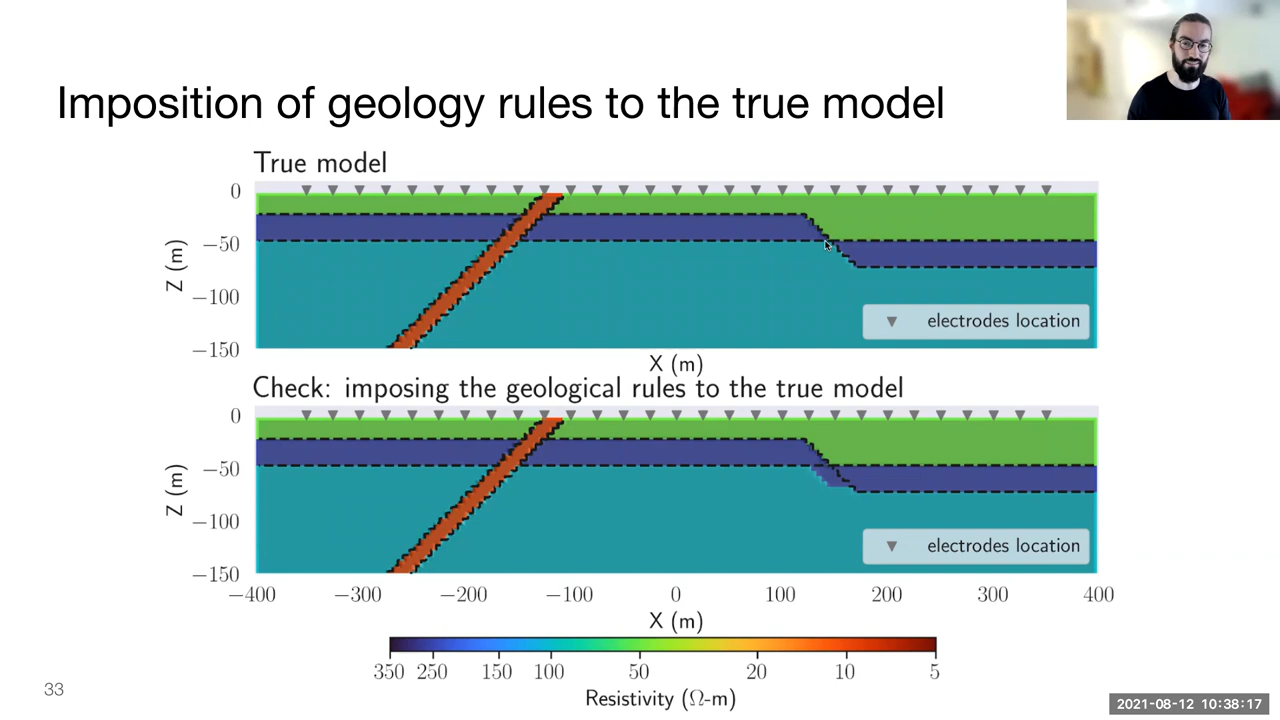 Imposition of geology rules to the true model
True model
0
−50
−100
−150
Z (m)
electrodes location
X (m)
Check: imposing the geological rules to the true model
0
−50
−100
−150
Z (m)
electrodes location
−400 −300 −200 −100 0 100 200 300 400
X (m)
350 250 150 100 50 20 10 5
Resistivity (Ω-m)
33
2021-08-12 10:38:17